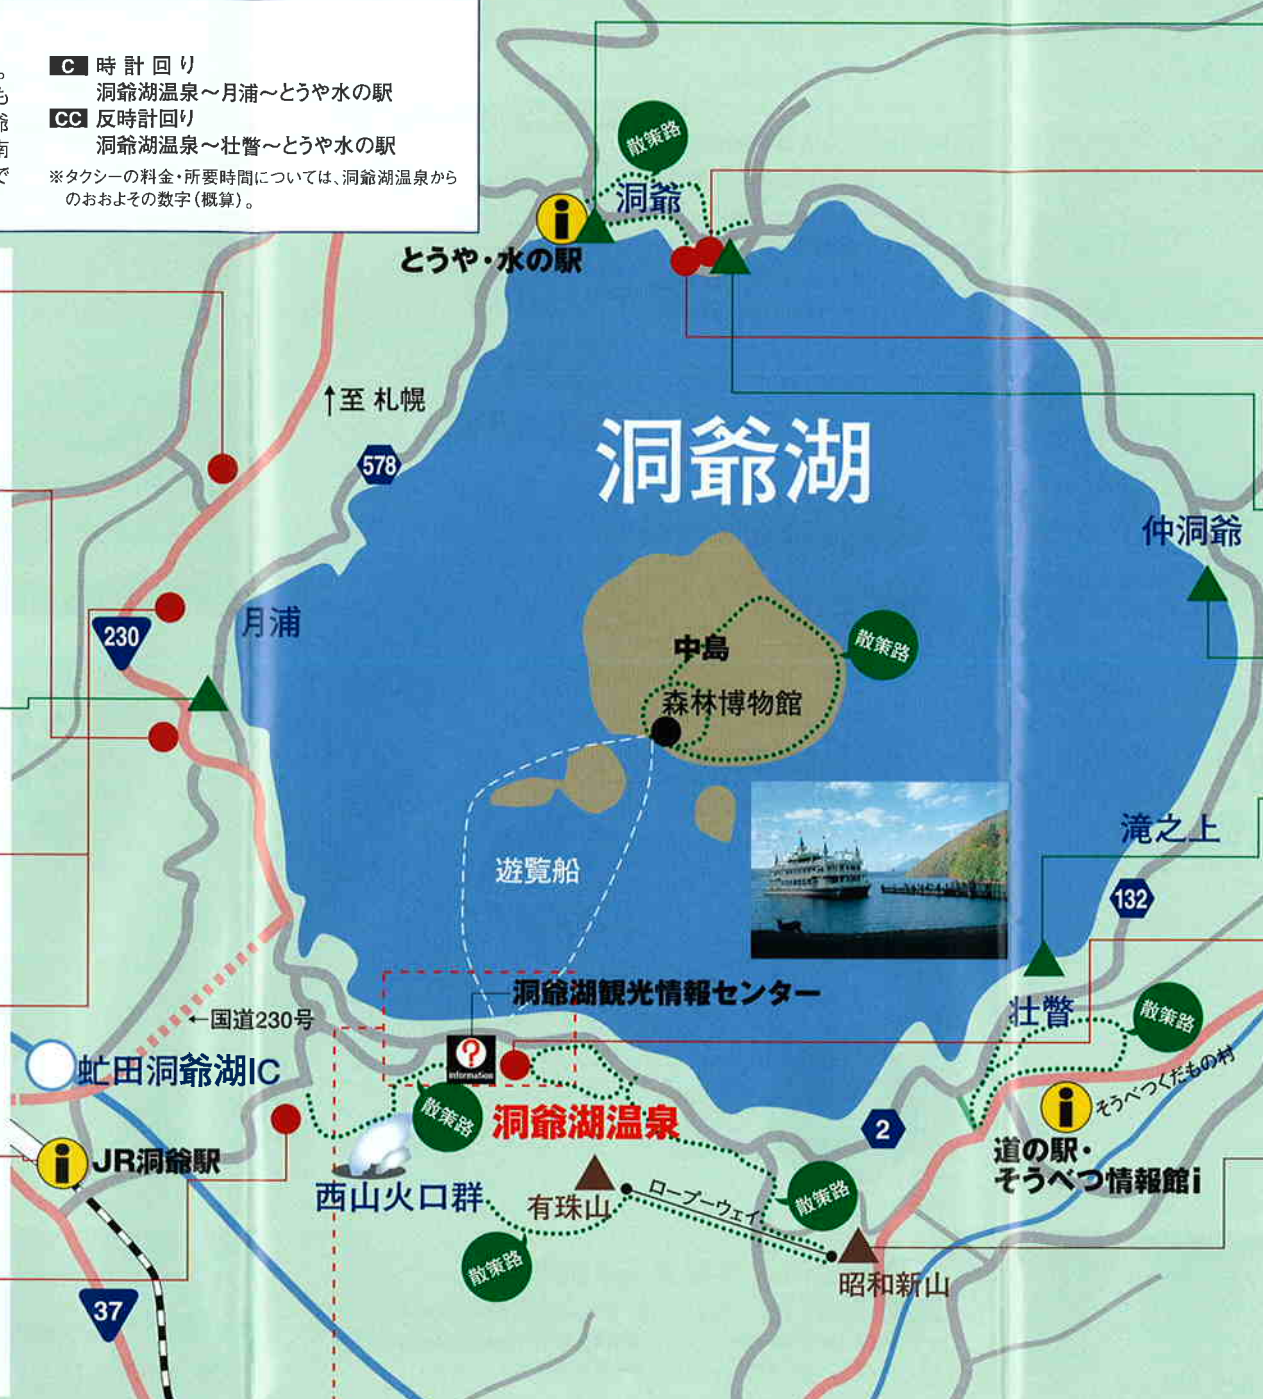 C 時計回り
洞爺湖温泉～月浦～とうや水の駅
CC 反時計回り
洞爺湖温泉～壮瞥～とうや水の駅
※タクシーの料金・所要時間については、洞爺湖温泉から
のおおよその数字(概算)。
。
も
爺
南
で
散策路
洞爺
とうや・水の駅
↑至 札幌
578
洞爺湖
仲洞爺
月浦
230
中島
散策路
森林博物館
遊覧船
滝之上
132
洞爺湖観光情報センター
←国道230号
壮瞥
散策路
虻田洞爺湖IC
?
information
散策路
洞爺湖温泉
2
i
そうべつくだもの村
道の駅・
そうべつ情報館i
i
JR洞爺駅
西山火口群
有珠山
ロープーウェイ
散策路
散策路
昭和新山
37
i